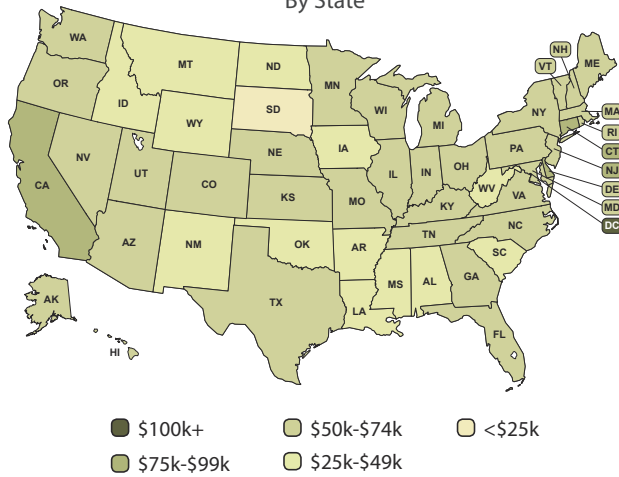 By State
WA
MT
ND
MN
NH
VT
ME
OR
ID
WY
SD
WI
MI
NY
MA
RI
CT
NJ
DE
MD
DC
NV
UT
CO
NE
IA
IL
IN
OH
PA
CA
KS
MO
KY
WV
VA
AZ
NM
OK
AR
TN
NC
SC
TX
LA
MS
AL
GA
FL
AK
HI
$100k+ $50k-$74k <$25k
$75k-$99k $25k-$49k